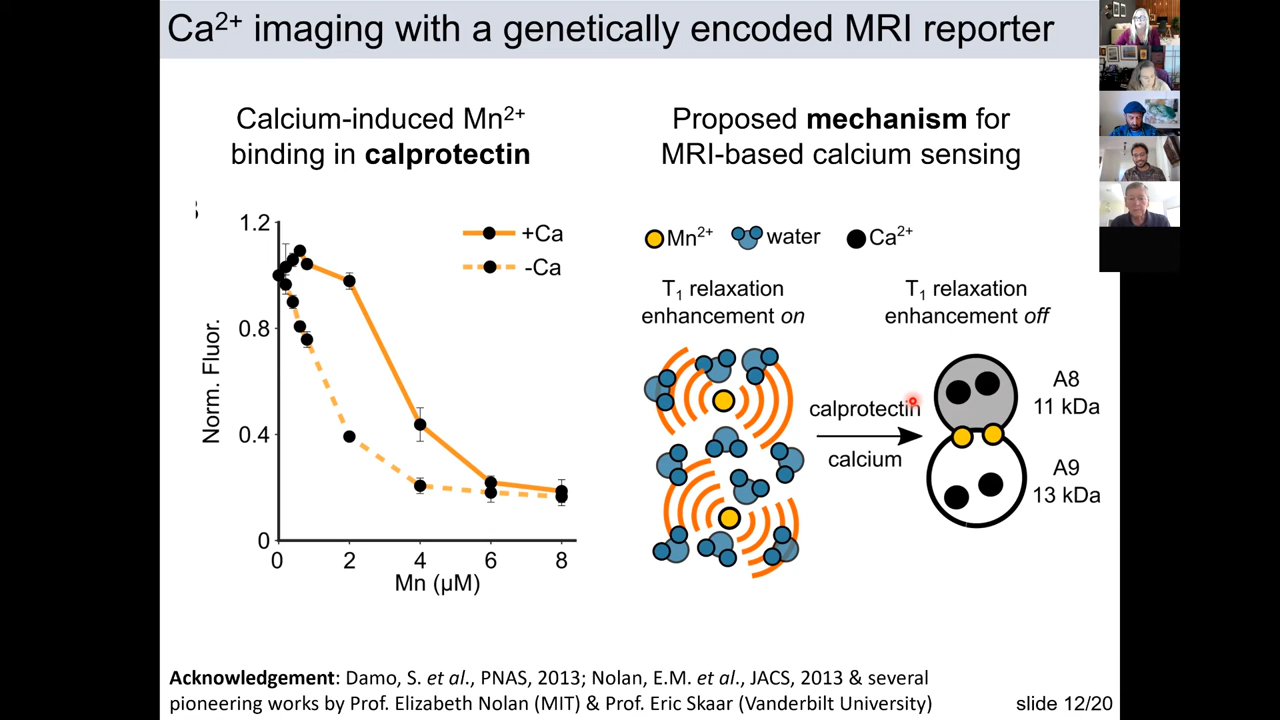 Ca²⁺ imaging with a genetically encoded MRI reporter
Calcium-induced Mn²⁺
binding in calprotectin
Proposed mechanism for
MRI-based calcium sensing
1.2
0.8
0.4
0
Norm. Fluor.
+Ca
-Ca
0 2 4 6 8
Mn (µM)
Mn²⁺ water Ca²⁺
T₁ relaxation
enhancement on
T₁ relaxation
enhancement off
calprotectin
calcium
A8
11 kDa
A9
13 kDa
Acknowledgement: Damo, S. et al., PNAS, 2013; Nolan, E.M. et al., JACS, 2013 & several
pioneering works by Prof. Elizabeth Nolan (MIT) & Prof. Eric Skaar (Vanderbilt University)
slide 12/20